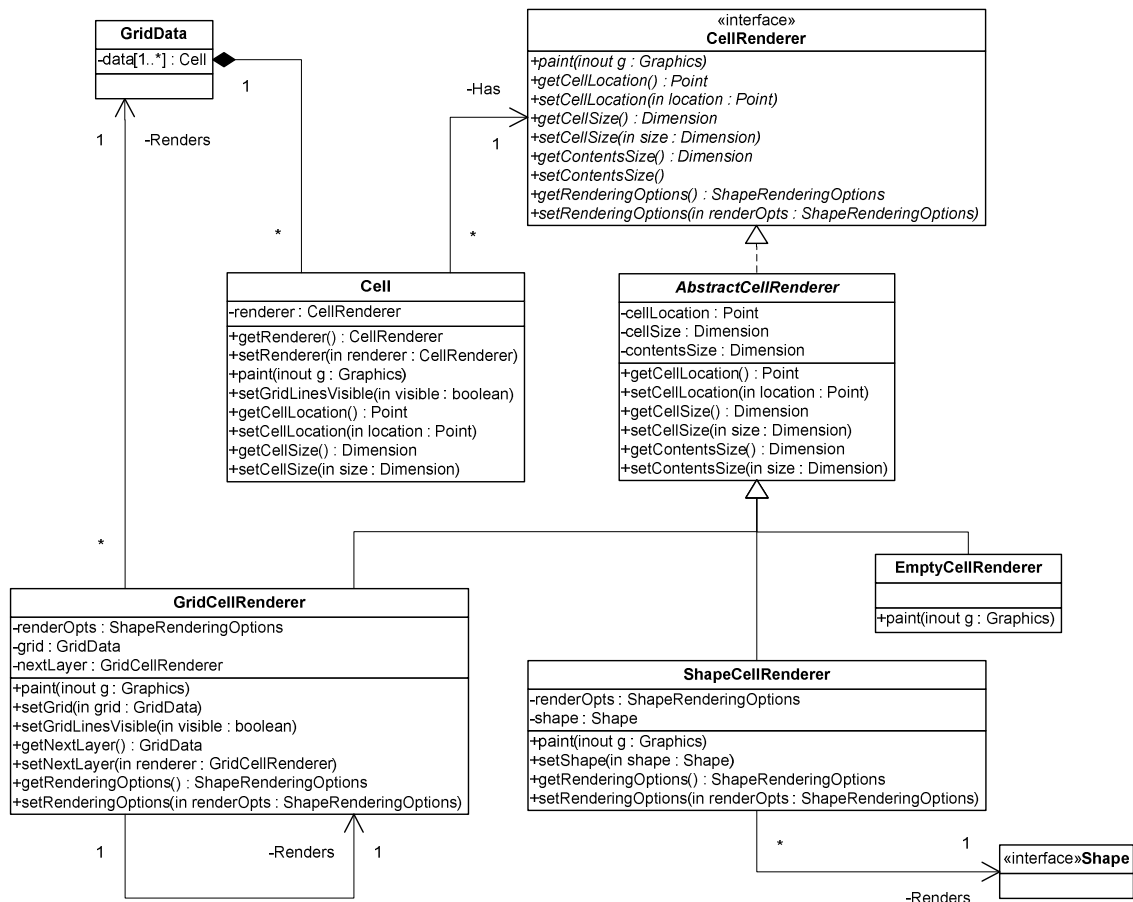 GridData
-data[1..*] : Cell
1
1
-Renders
*
*
«interface»
CellRenderer
+paint(inout g : Graphics)
+getCellLocation() : Point
+setCellLocation(in location : Point)
+getCellSize() : Dimension
+setCellSize(in size : Dimension)
+getContentsSize() : Dimension
+setContentsSize()
+getRenderingOptions() : ShapeRenderingOptions
+setRenderingOptions(in renderOpts : ShapeRenderingOptions)
-Has
1
*
Cell
-renderer : CellRenderer
+getRenderer() : CellRenderer
+setRenderer(in renderer : CellRenderer)
+paint(inout g : Graphics)
+setGridLinesVisible(in visible : boolean)
+getCellLocation() : Point
+setCellLocation(in location : Point)
+getCellSize() : Dimension
+setCellSize(in size : Dimension)
AbstractCellRenderer
-cellLocation : Point
-cellSize : Dimension
-contentsSize : Dimension
+getCellLocation() : Point
+setCellLocation(in location : Point)
+getCellSize() : Dimension
+setCellSize(in size : Dimension)
+getContentsSize() : Dimension
+setContentsSize(in size : Dimension)
EmptyCellRenderer
+paint(inout g : Graphics)
GridCellRenderer
-renderOpts : ShapeRenderingOptions
-grid : GridData
-nextLayer : GridCellRenderer
+paint(inout g : Graphics)
+setGrid(in grid : GridData)
+setGridLinesVisible(in visible : boolean)
+getNextLayer() : GridData
+setNextLayer(in renderer : GridCellRenderer)
+getRenderingOptions() : ShapeRenderingOptions
+setRenderingOptions(in renderOpts : ShapeRenderingOptions)
1
-Renders
1
ShapeCellRenderer
-renderOpts : ShapeRenderingOptions
-shape : Shape
+paint(inout g : Graphics)
+setShape(in shape : Shape)
+getRenderingOptions() : ShapeRenderingOptions
+setRenderingOptions(in renderOpts : ShapeRenderingOptions)
*
1
-Renders
«interface»Shape